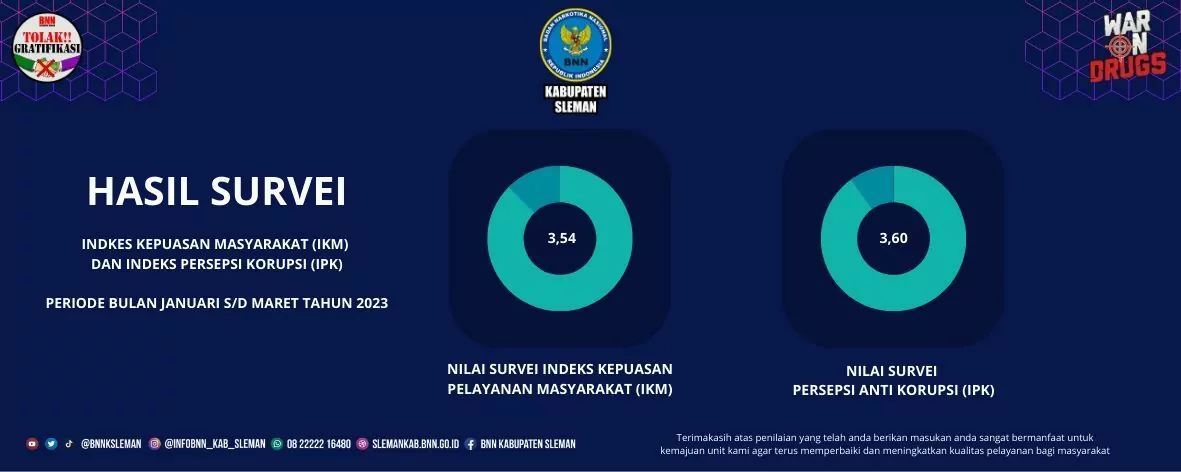 BNN
TOLAK!!
GRATIFIKASI
BADAN NARKOTIKA NASIONAL
BNN
REPUBLIK INDONESIA
KABUPATEN
SLEMAN
WAR
ON
DRUGS
HASIL SURVEI
INDKES KEPUASAN MASYARAKAT (IKM)
DAN INDEKS PERSEPSI KORUPSI (IPK)
PERIODE BULAN JANUARI S/D MARET TAHUN 2023
3,54
NILAI SURVEI INDEKS KEPUASAN
PELAYANAN MASYARAKAT (IKM)
3,60
NILAI SURVEI
PERSEPSI ANTI KORUPSI (IPK)
@BNNKSLEMAN @INFOBNN_KAB_SLEMAN 08 22222 16480 SLEMANKAB.BNN.GO.ID BNN KABUPATEN SLEMAN
Terimakasih atas penilaian yang telah anda berikan masukan anda sangat bermanfaat untuk
kemajuan unit kami agar terus memperbaiki dan meningkatkan kualitas pelayanan bagi masyarakat